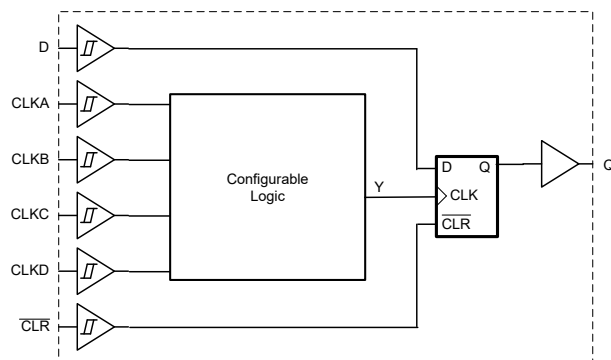 D
CLKA
CLKB
CLKC
CLKD
CLR
Configurable
Logic
Y
D
Q
CLK
CLR
Q